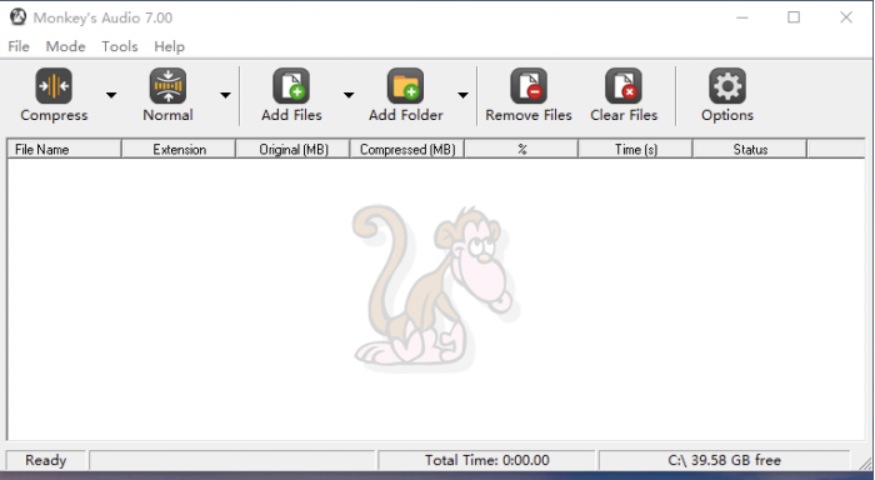 Monkey's Audio 7.00
File Mode Tools Help
Compress Normal Add Files Add Folder Remove Files Clear Files Options
File Name Extension Original (MB) Compressed (MB) % Time (s) Status
Ready Total Time: 0:00.00 C:\ 39.58 GB free